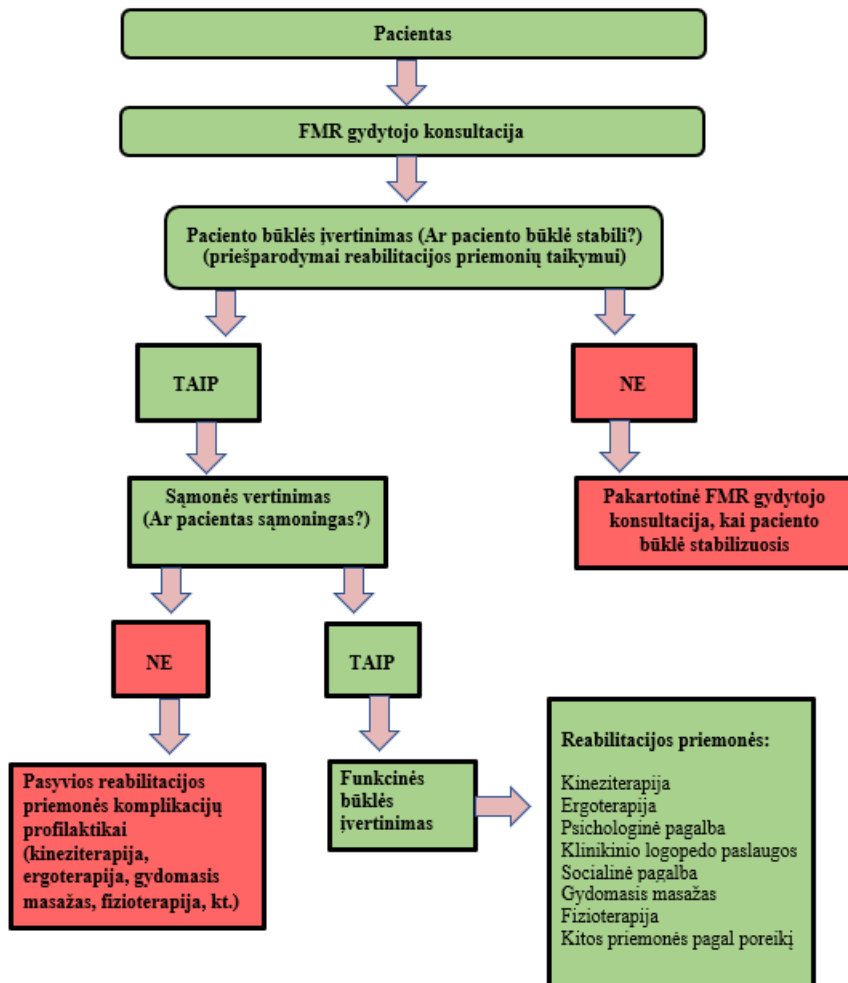 Pacientas
FMR gydytojo konsultacija
Paciento būklės įvertinimas (Ar paciento būklė stabili?)
(priešparodymai reabilitacijos priemonių taikymui)
TAIP
NE
Sąmonės vertinimas
(Ar pacientas sąmoningas?)
Pakartotinė FMR gydytojo
konsultacija, kai paciento
būklė stabilizuosis
NE
TAIP
Pasyvios reabilitacijos
priemonės komplikacijų
profilaktikai
(kineziterapija,
ergoterapija, gydomasis
masažas, fizioterapija, kt.)
Funkcinės
būklės
įvertinimas
Reabilitacijos priemonės:
Kineziterapija
Ergoterapija
Psichologinė pagalba
Klinikinio logopedo paslaugos
Socialinė pagalba
Gydomasis masažas
Fizioterapija
Kitos priemonės pagal poreikį